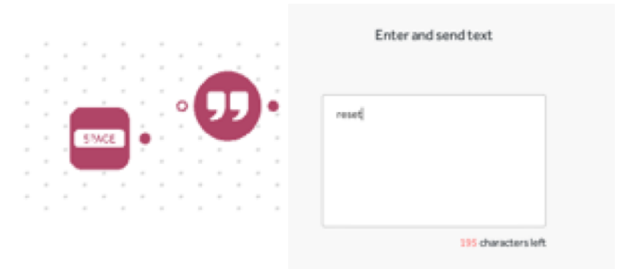 SPACE
Enter and send text
reset
195 characters left